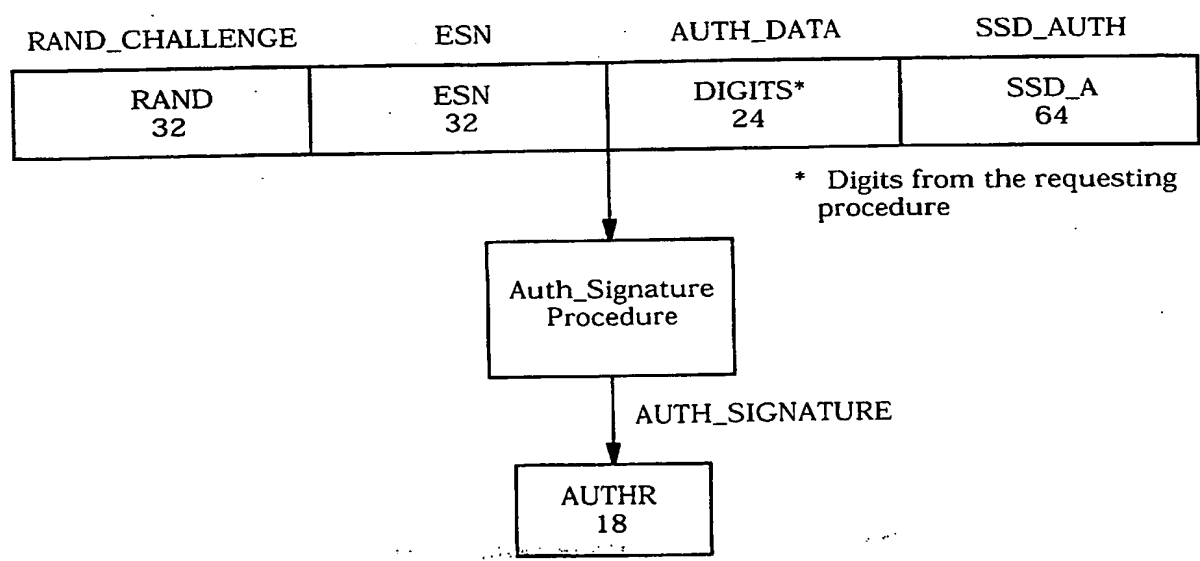 RAND_CHALLENGE ESN AUTH_DATA SSD_AUTH
RAND ESN DIGITS* SSD_A
32 32 24 64
* Digits from the requesting
procedure
Auth_Signature
Procedure
AUTH_SIGNATURE
AUTHR
18